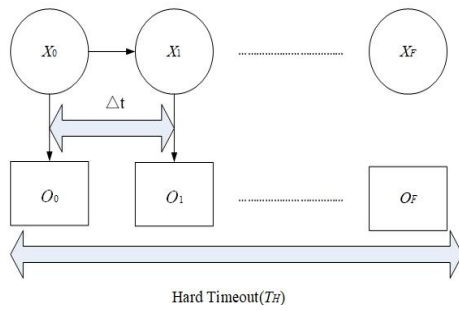 X0 X1 ........................ XF
△t
O0 O1 ........................ OF
Hard Timeout(TH)